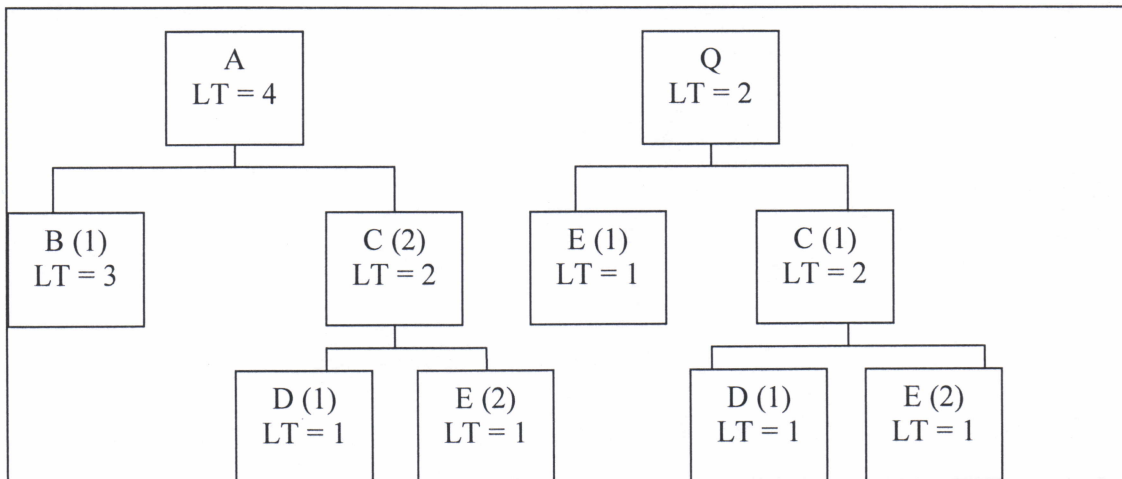 A
LT = 4
Q
LT = 2
B (1)
LT = 3
C (2)
LT = 2
E (1)
LT = 1
C (1)
LT = 2
D (1)
LT = 1
E (2)
LT = 1
D (1)
LT = 1
E (2)
LT = 1